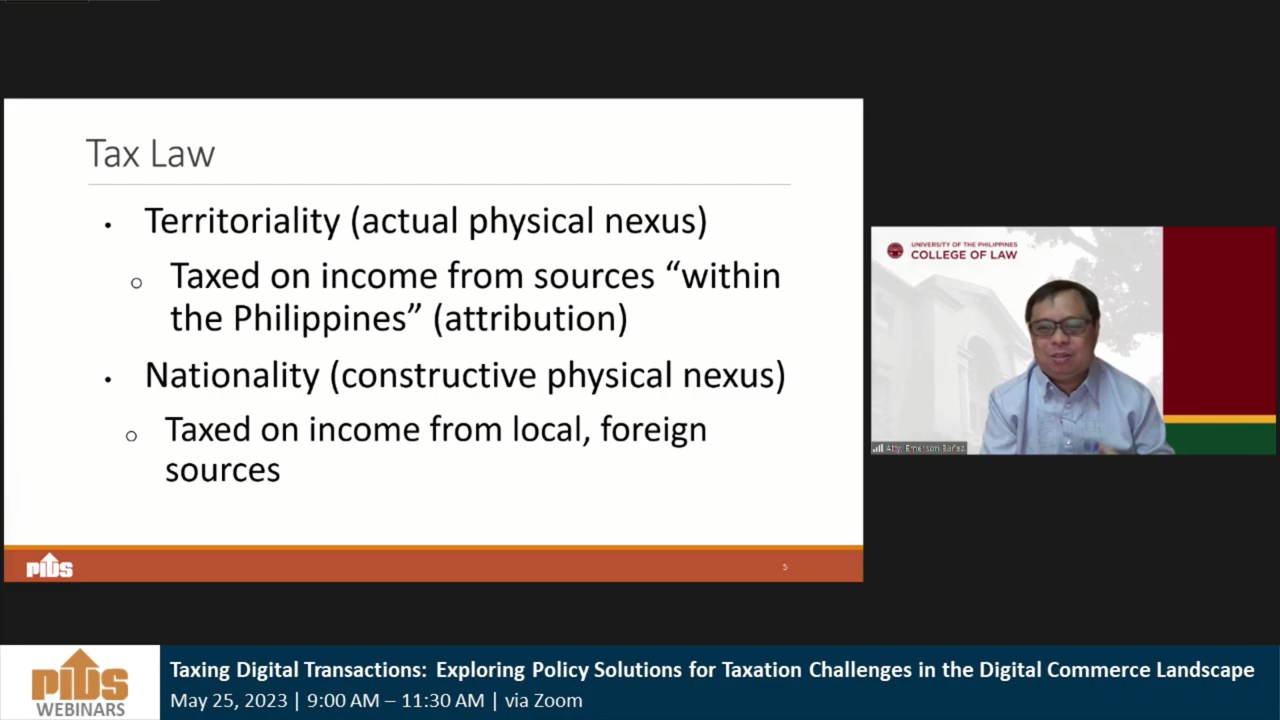 Tax Law
• Territoriality (actual physical nexus)
o Taxed on income from sources “within
the Philippines” (attribution)
• Nationality (constructive physical nexus)
o Taxed on income from local, foreign
sources
PIDS
5
UNIVERSITY OF THE PHILIPPINES
COLLEGE OF LAW
Atty. Emerson Bañez
PIDS
WEBINARS
Taxing Digital Transactions: Exploring Policy Solutions for Taxation Challenges in the Digital Commerce Landscape
May 25, 2023 | 9:00 AM – 11:30 AM | via Zoom